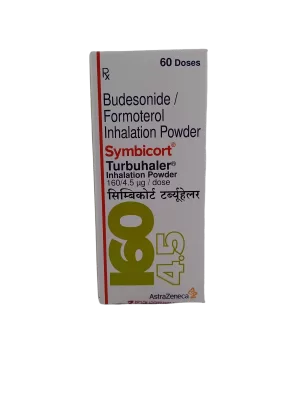 ℞
60 Doses
Budesonide /
Formoterol
Inhalation Powder
Symbicort®
Turbuhaler®
Inhalation Powder
160/4.5 µg / dose
सिम्बिकोर्ट टर्ब्यूहेलर
160
4.5
AstraZeneca